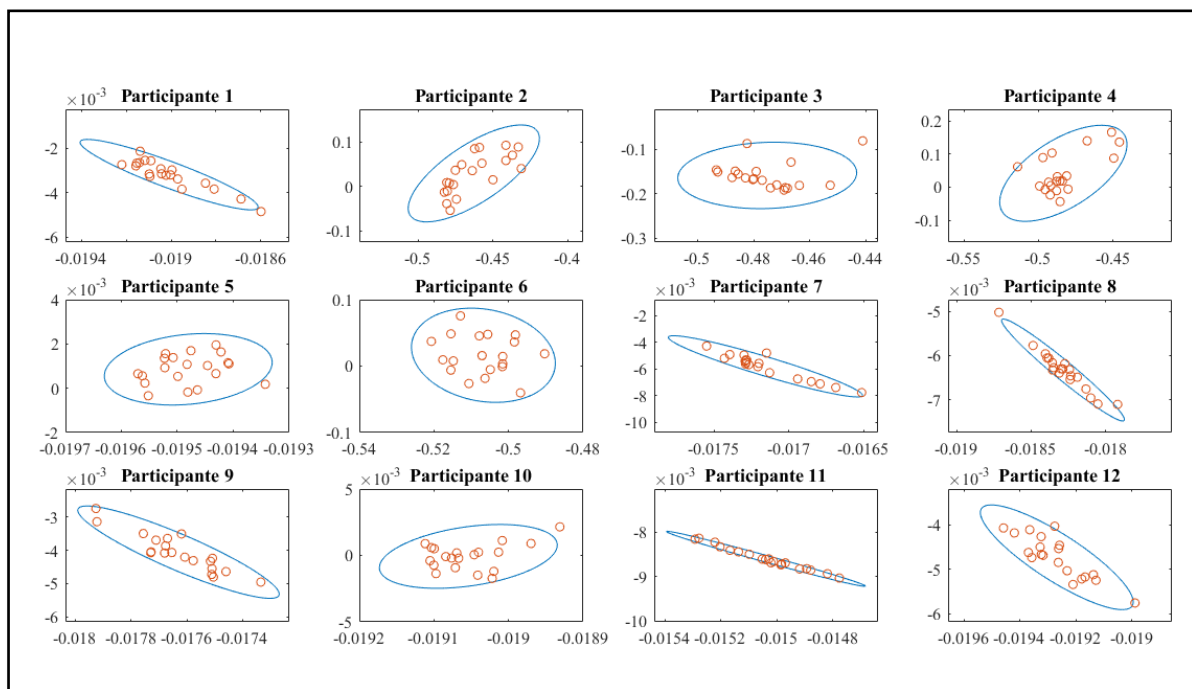 Participante 1
×10⁻³
-2
-4
-6
-0.0194 -0.019 -0.0186
Participante 2
0.1
0
-0.1
-0.5 -0.45 -0.4
Participante 3
-0.1
-0.2
-0.3
-0.5 -0.48 -0.46 -0.44
Participante 4
0.2
0.1
0
-0.1
-0.55 -0.5 -0.45
Participante 5
×10⁻³
4
2
0
-2
-0.0197 -0.0196 -0.0195 -0.0194 -0.0193
Participante 6
0.1
0
-0.1
-0.54 -0.52 -0.5 -0.48
Participante 7
×10⁻³
-2
-4
-6
-8
-10
-0.0175 -0.017 -0.0165
Participante 8
×10⁻³
-5
-6
-7
-0.019 -0.0185 -0.018
Participante 9
×10⁻³
-3
-4
-5
-6
-0.018 -0.0178 -0.0176 -0.0174
Participante 10
×10⁻³
5
0
-5
-0.0192 -0.0191 -0.019 -0.0189
Participante 11
×10⁻³
-8
-9
-10
-0.0154 -0.0152 -0.015 -0.0148
Participante 12
×10⁻³
-4
-5
-6
-0.0196 -0.0194 -0.0192 -0.019